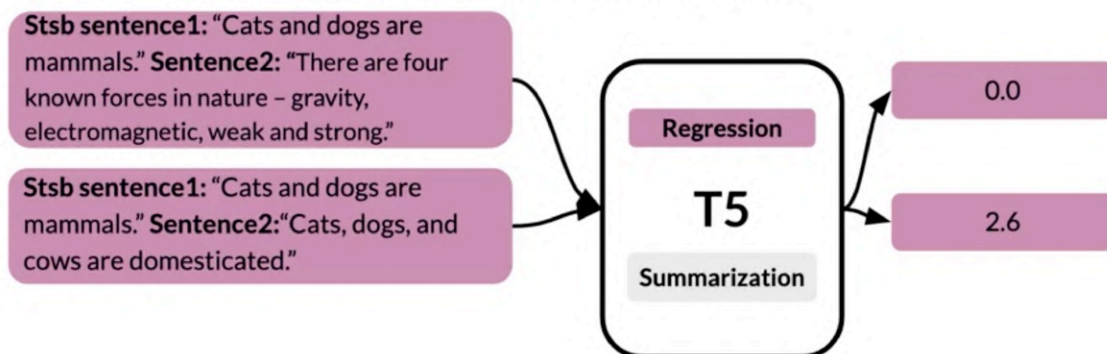 Stsb sentence1: “Cats and dogs are
mammals.” Sentence2: “There are four
known forces in nature – gravity,
electromagnetic, weak and strong.”
Stsb sentence1: “Cats and dogs are
mammals.” Sentence2:“Cats, dogs, and
cows are domesticated.”
Regression
T5
Summarization
0.0
2.6